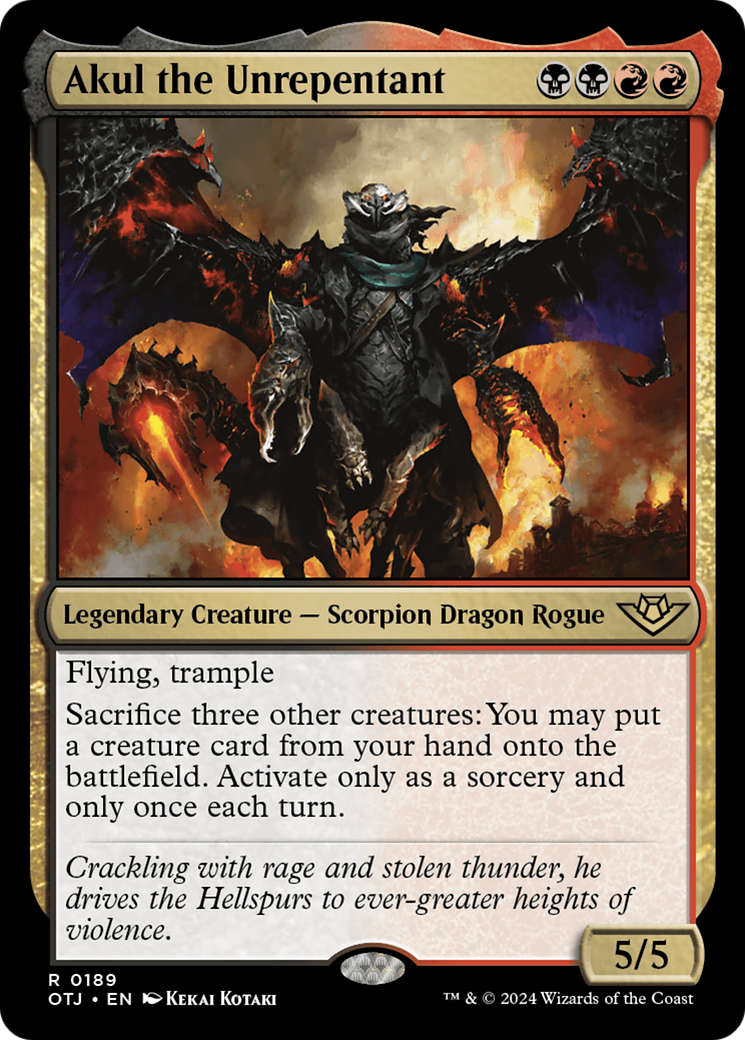 Akul the Unrepentant
Legendary Creature — Scorpion Dragon Rogue
Flying, trample
Sacrifice three other creatures: You may put
a creature card from your hand onto the
battlefield. Activate only as a sorcery and
only once each turn.
Crackling with rage and stolen thunder, he
drives the Hellspurs to ever-greater heights of
violence.
5/5
R 0189
OTJ • EN Kekai Kotaki
™ & © 2024 Wizards of the Coast